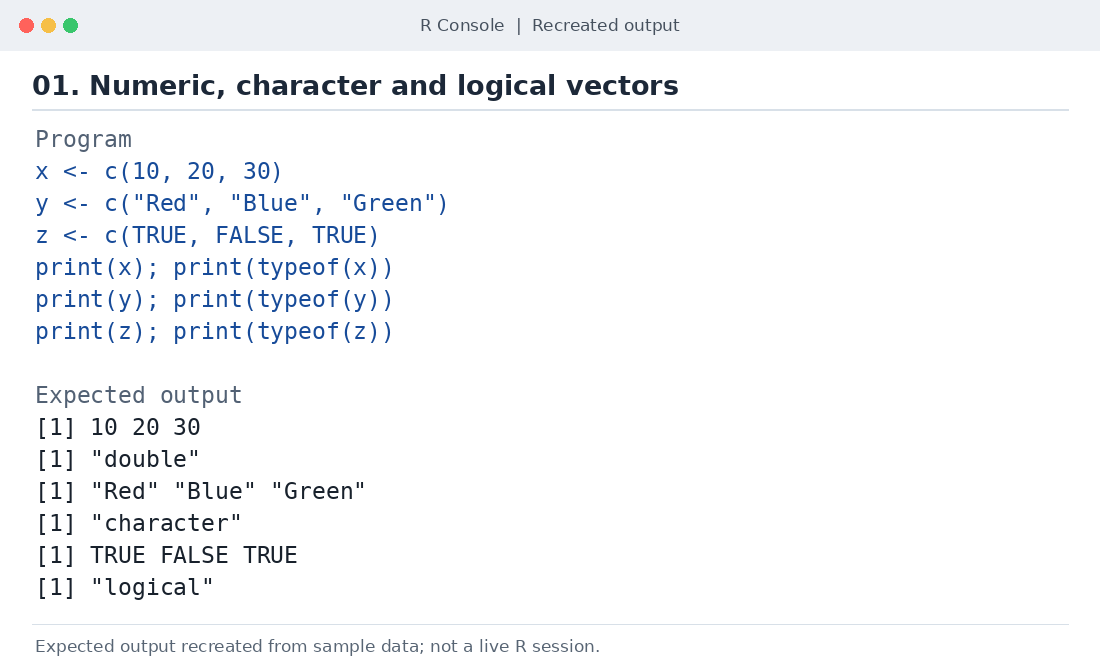 R Console | Recreated output
01. Numeric, character and logical vectors
Program
x <- c(10, 20, 30)
y <- c("Red", "Blue", "Green")
z <- c(TRUE, FALSE, TRUE)
print(x); print(typeof(x))
print(y); print(typeof(y))
print(z); print(typeof(z))
Expected output
[1] 10 20 30
[1] "double"
[1] "Red" "Blue" "Green"
[1] "character"
[1] TRUE FALSE TRUE
[1] "logical"
Expected output recreated from sample data; not a live R session.